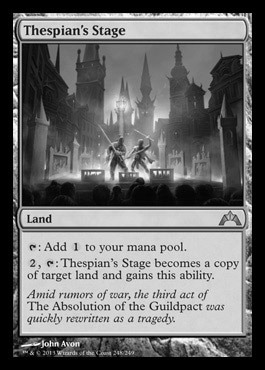 Thespian's Stage
Land
: Add 1 to your mana pool.
2, : Thespian's Stage becomes a copy
of target land and gains this ability.
Amid rumors of war, the third act of
The Absolution of the Guildpact was
quickly rewritten as a tragedy.
John Avon
™ & © 2013 Wizards of the Coast 248/249